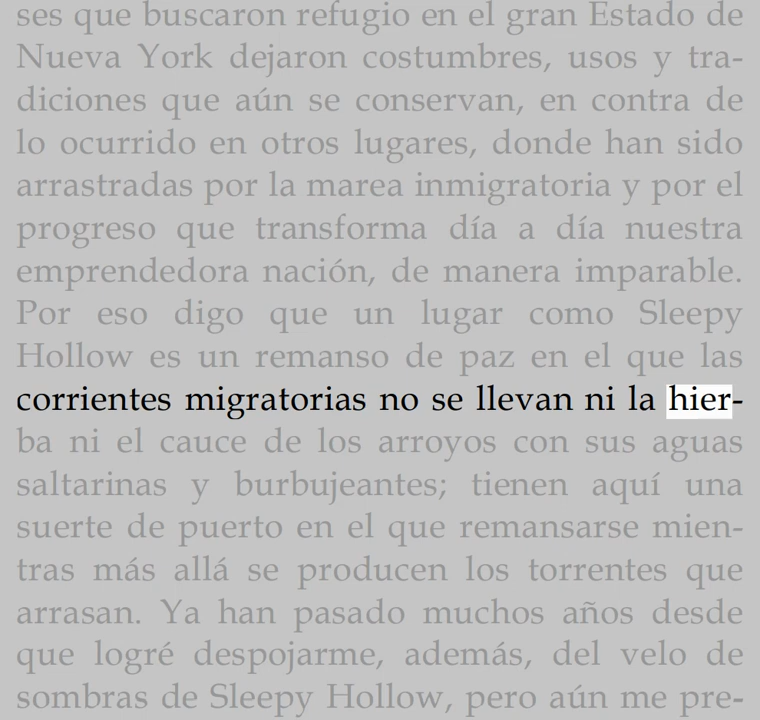 ses que buscaron refugio en el gran Estado de
Nueva York dejaron costumbres, usos y tra-
diciones que aún se conservan, en contra de
lo ocurrido en otros lugares, donde han sido
arrastradas por la marea inmigratoria y por el
progreso que transforma día a día nuestra
emprendedora nación, de manera imparable.
Por eso digo que un lugar como Sleepy
Hollow es un remanso de paz en el que las
corrientes migratorias no se llevan ni la hier-
ba ni el cauce de los arroyos con sus aguas
saltarinas y burbujeantes; tienen aquí una
suerte de puerto en el que remansarse mien-
tras más allá se producen los torrentes que
arrasan. Ya han pasado muchos años desde
que logré despojarme, además, del velo de
sombras de Sleepy Hollow, pero aún me pre-